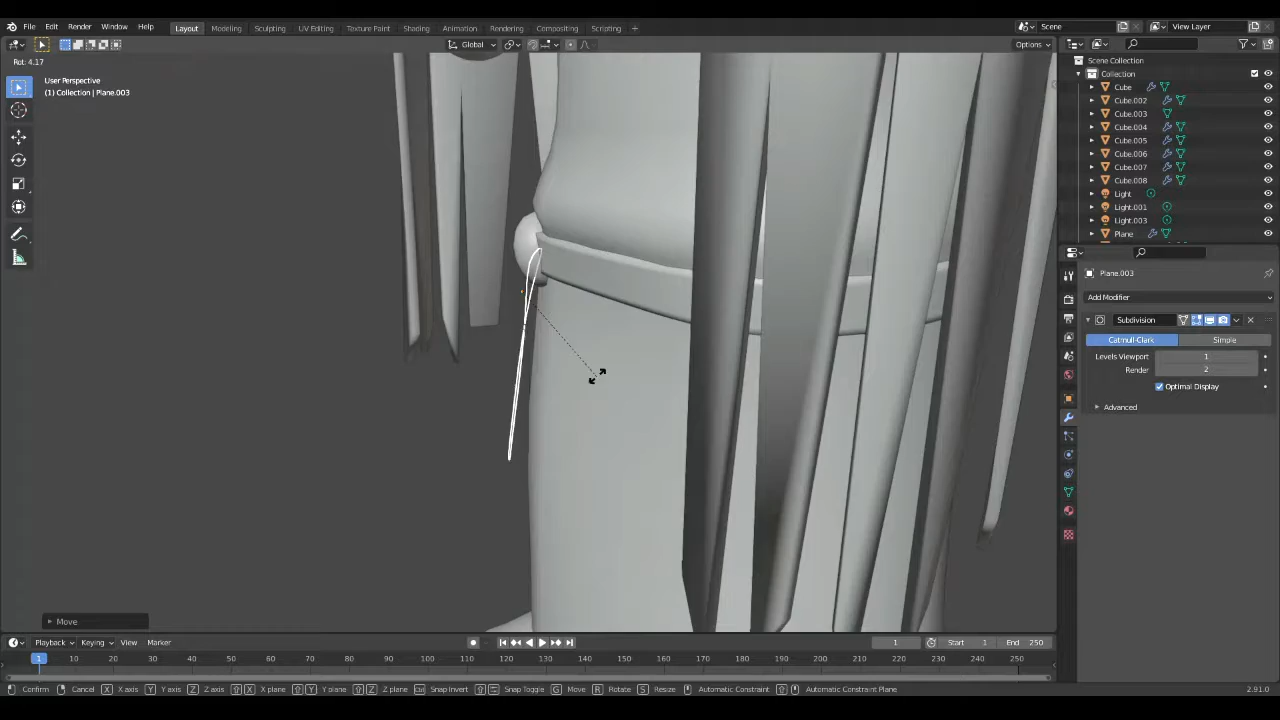 File Edit Render Window Help Layout Modeling Sculpting UV Editing Texture Paint Shading Animation Rendering Compositing Scripting + Scene View Layer
Global Options
Rot: 4.17
User Perspective
(1) Collection | Plane.003
Scene Collection
Collection
Cube
Cube.002
Cube.003
Cube.004
Cube.005
Cube.006
Cube.007
Cube.008
Light
Light.001
Light.003
Plane
Plane.003
Add Modifier
Subdivision
Catmull-Clark Simple
Levels Viewport 1
Render 2
Optimal Display
Advanced
Move
Playback Keying View Marker 1 Start 1 End 250
1 10 20 30 40 50 60 70 80 90 100 110 120 130 140 150 160 170 180 190 200 210 220 230 240 250
Confirm Cancel X X axis Y Y axis Z Z axis X X plane Y Y plane Z Z plane Snap Invert Snap Toggle G Move R Rotate S Resize Automatic Constraint Automatic Constraint Plane 2.91.0